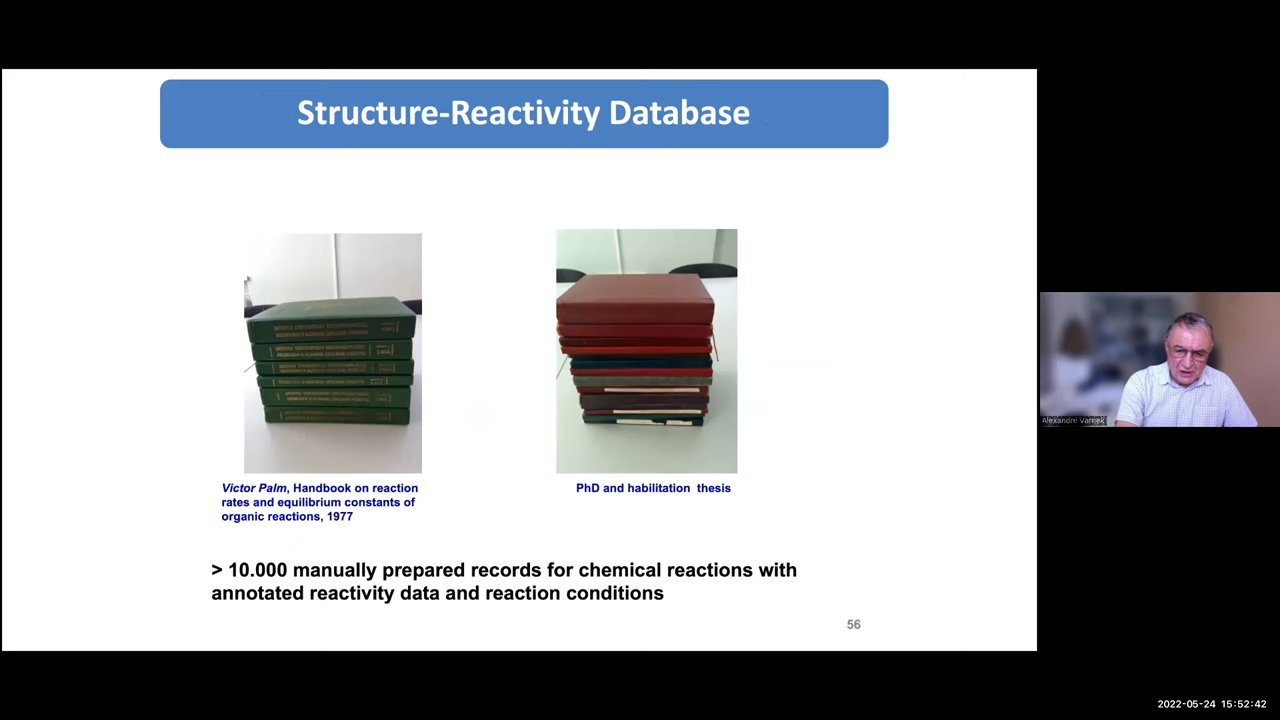 Structure-Reactivity Database
Victor Palm, Handbook on reaction
rates and equilibrium constants of
organic reactions, 1977
PhD and habilitation thesis
> 10.000 manually prepared records for chemical reactions with
annotated reactivity data and reaction conditions
56
Alexandre Varnek
2022-05-24 15:52:42